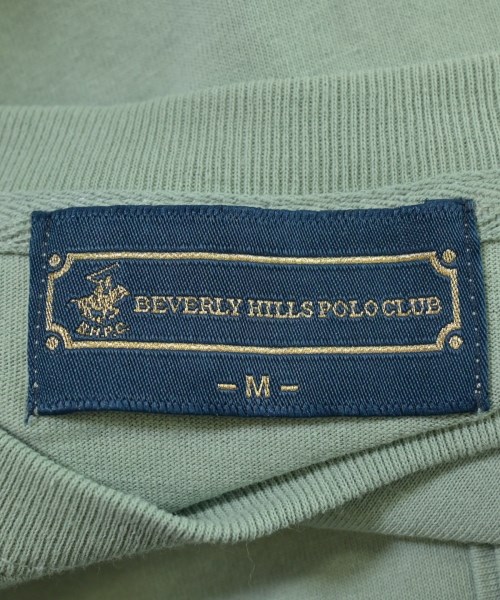 BEVERLY HILLS POLO CLUB
B.H.P.C.
- M -